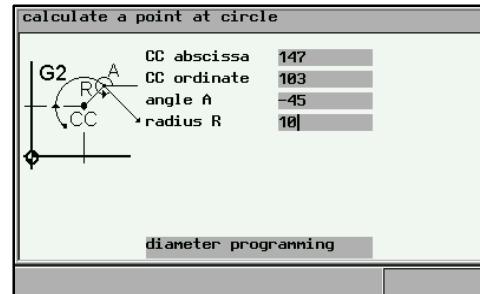 calculate a point at circle
G2
A
R
CC
CC abscissa 147
CC ordinate 103
angle A -45
radius R 10
diameter programming